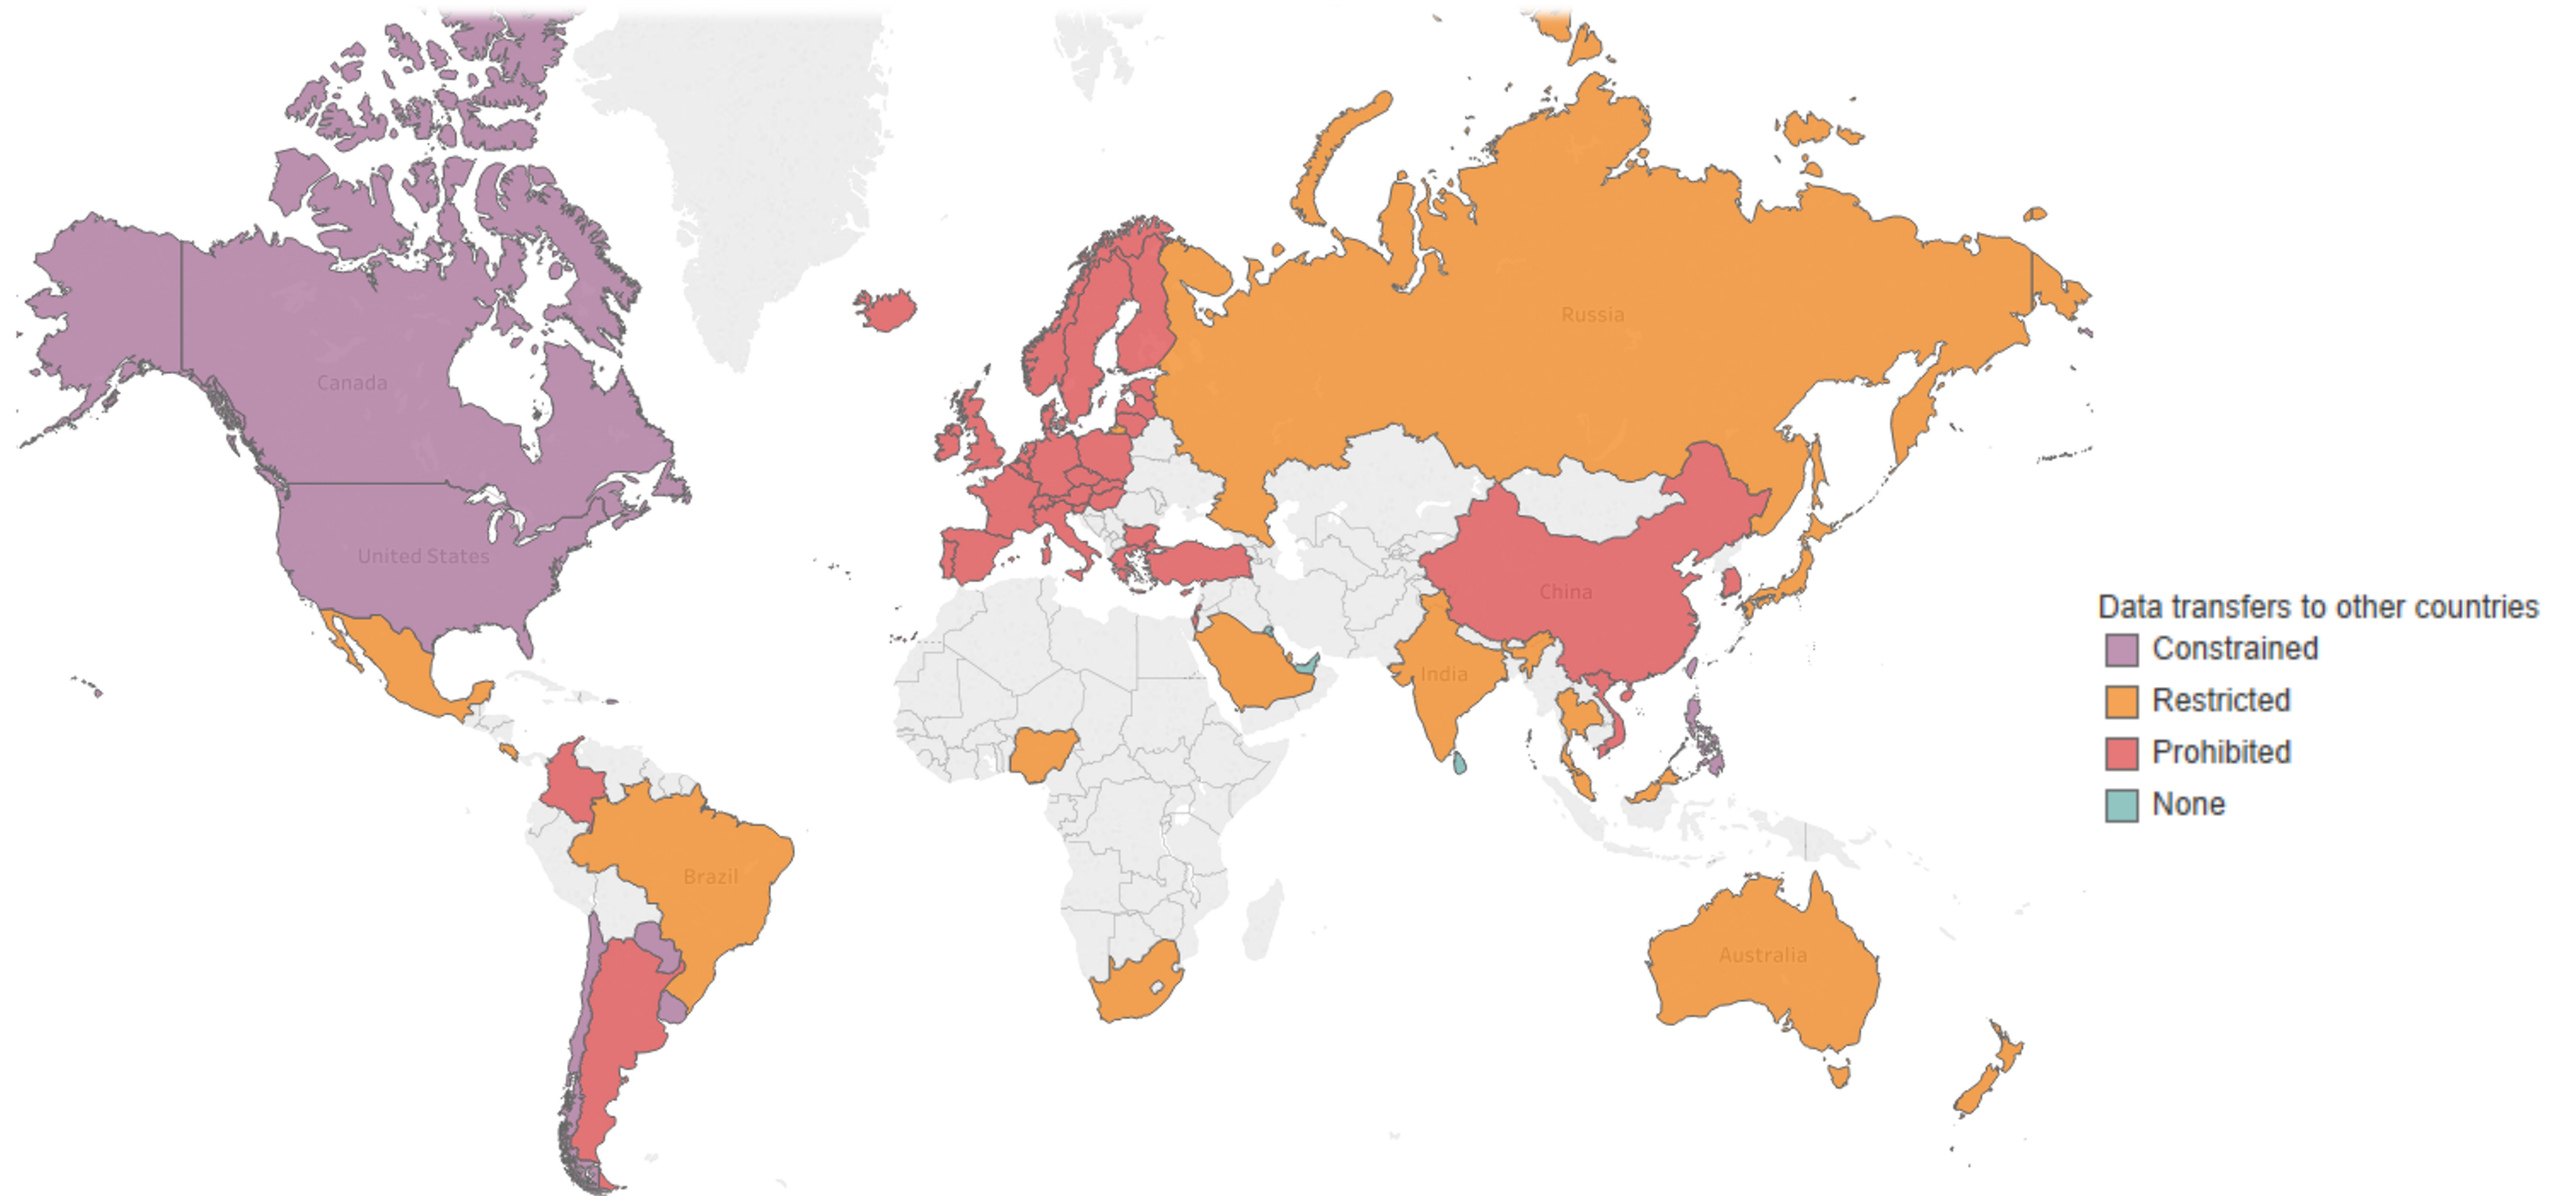 Russia
Canada
United States
China
India
Brazil
Australia
Data transfers to other countries
Constrained
Restricted
Prohibited
None